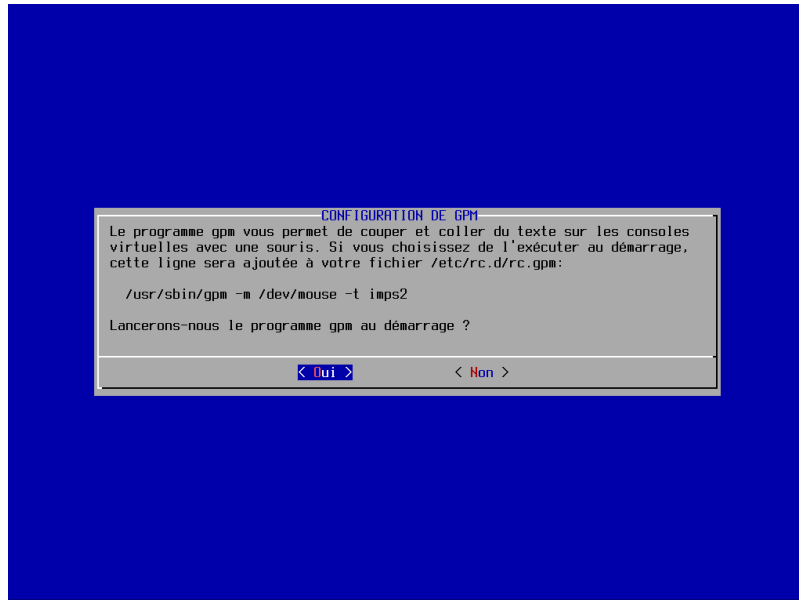 CONFIGURATION DE GPM
Le programme gpm vous permet de couper et coller du texte sur les consoles
virtuelles avec une souris. Si vous choisissez de l'exécuter au démarrage,
cette ligne sera ajoutée à votre fichier /etc/rc.d/rc.gpm:
/usr/sbin/gpm -m /dev/mouse -t imps2
Lancerons-nous le programme gpm au démarrage ?
< Oui > < Non >